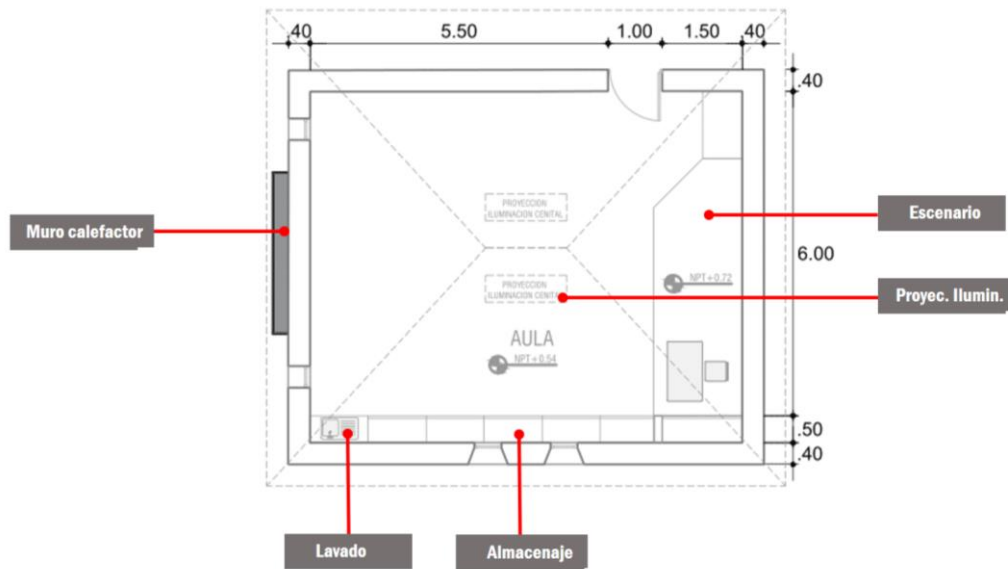 .40 5.50 1.00 1.50 .40
.40
PROYECCION
ILUMINACION CENITAL
Muro calefactor
Escenario
6.00
NPT+0.72
PROYECCION
ILUMINACION CENITAL
Proyec. Ilumin.
AULA
NPT+0.54
.50
.40
Lavado
Almacenaje